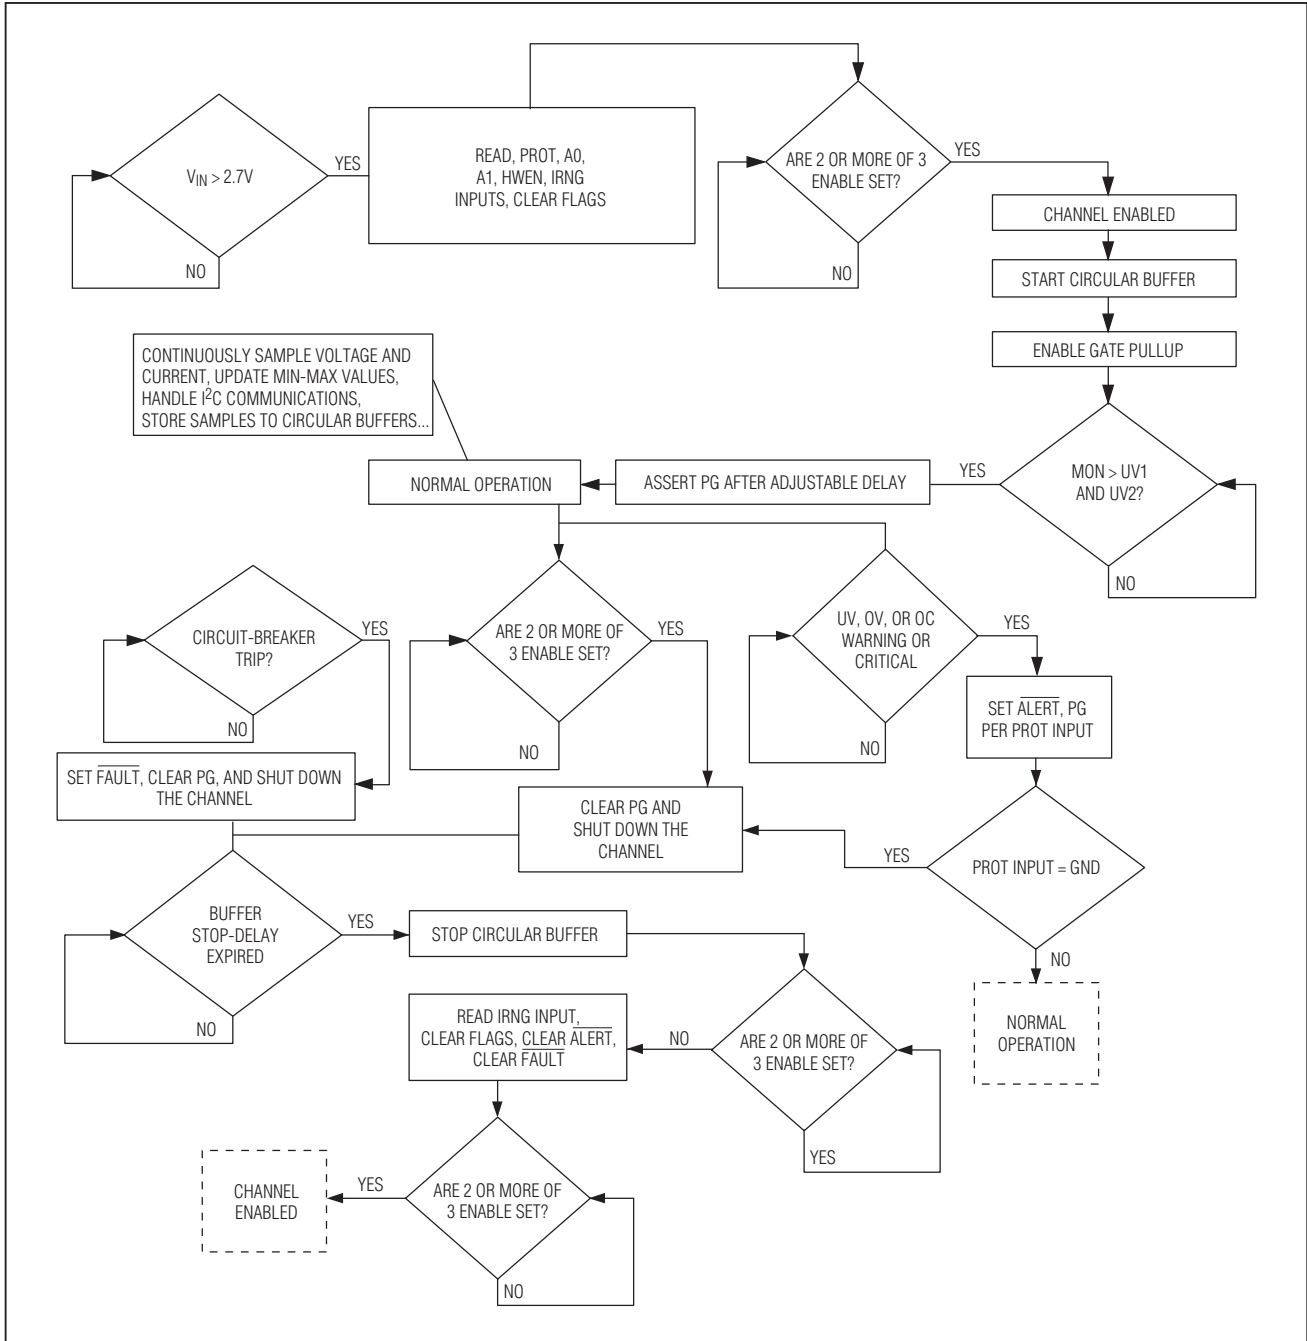 V_IN > 2.7V
YES
NO
READ, PROT, A0,
A1, HWEN, IRNG
INPUTS, CLEAR FLAGS
ARE 2 OR MORE OF 3
ENABLE SET?
YES
NO
CHANNEL ENABLED
START CIRCULAR BUFFER
ENABLE GATE PULLUP
MON > UV1
AND UV2?
YES
NO
ASSERT PG AFTER ADJUSTABLE DELAY
NORMAL OPERATION
CONTINUOUSLY SAMPLE VOLTAGE AND
CURRENT, UPDATE MIN-MAX VALUES,
HANDLE I²C COMMUNICATIONS,
STORE SAMPLES TO CIRCULAR BUFFERS...
CIRCUIT-BREAKER
TRIP?
YES
NO
ARE 2 OR MORE OF
3 ENABLE SET?
YES
NO
UV, OV, OR OC
WARNING OR
CRITICAL
YES
NO
SET ALERT, PG
PER PROT INPUT
SET FAULT, CLEAR PG, AND SHUT DOWN
THE CHANNEL
CLEAR PG AND
SHUT DOWN THE
CHANNEL
YES
PROT INPUT = GND
NO
NORMAL
OPERATION
BUFFER
STOP-DELAY
EXPIRED
YES
NO
STOP CIRCULAR BUFFER
ARE 2 OR MORE OF
3 ENABLE SET?
NO
YES
READ IRNG INPUT,
CLEAR FLAGS, CLEAR ALERT,
CLEAR FAULT
ARE 2 OR MORE OF
3 ENABLE SET?
YES
NO
CHANNEL
ENABLED